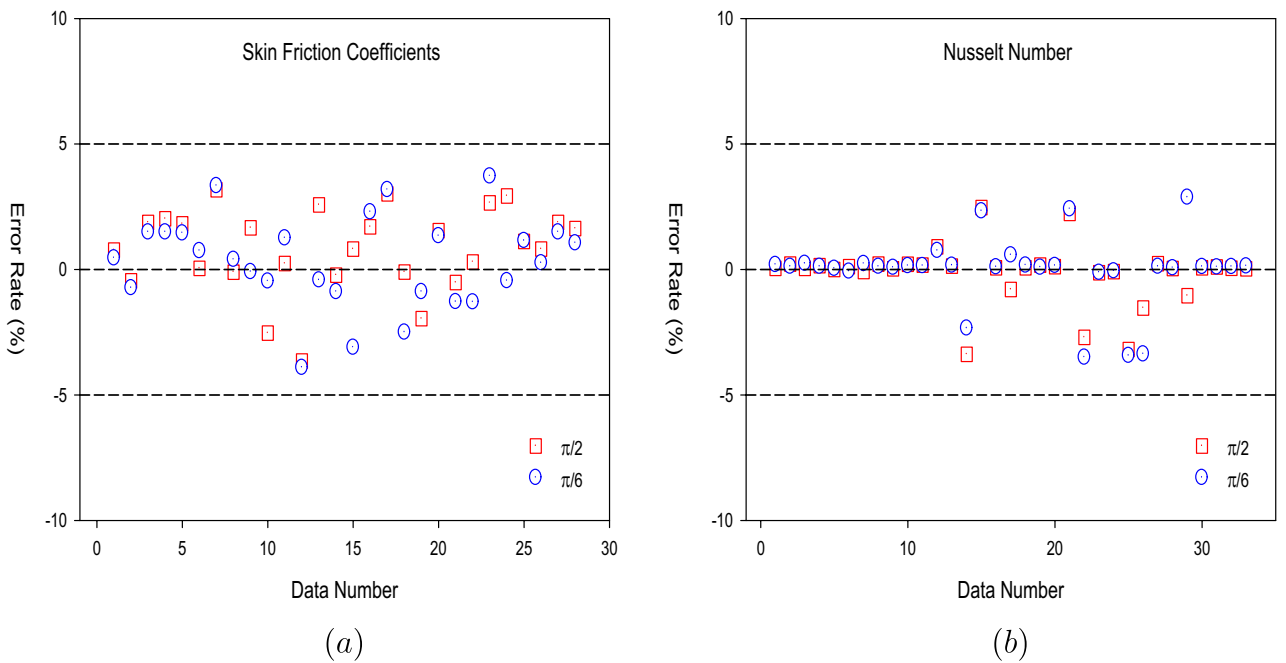 Skin Friction Coefficients
Error Rate (%)
10
5
0
-5
-10
π/2
π/6
0 5 10 15 20 25 30
Data Number
(a)
Nusselt Number
Error Rate (%)
10
5
0
-5
-10
π/2
π/6
0 10 20 30
Data Number
(b)